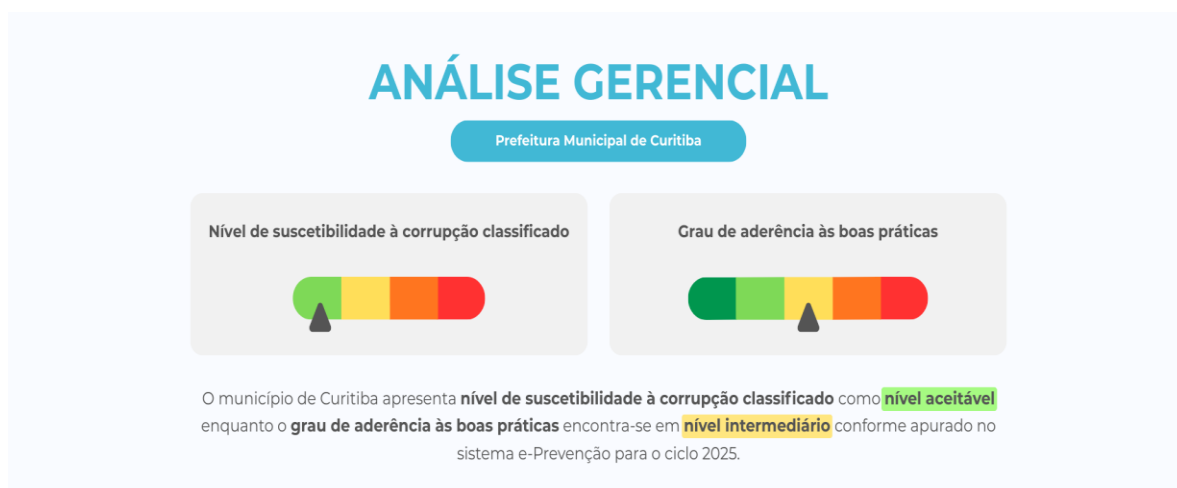 ANÁLISE GERENCIAL
Prefeitura Municipal de Curitiba
Nível de suscetibilidade à corrupção classificado
Grau de aderência às boas práticas
O município de Curitiba apresenta nível de suscetibilidade à corrupção classificado como nível aceitável
enquanto o grau de aderência às boas práticas encontra-se em nível intermediário conforme apurado no
sistema e-Prevenção para o ciclo 2025.